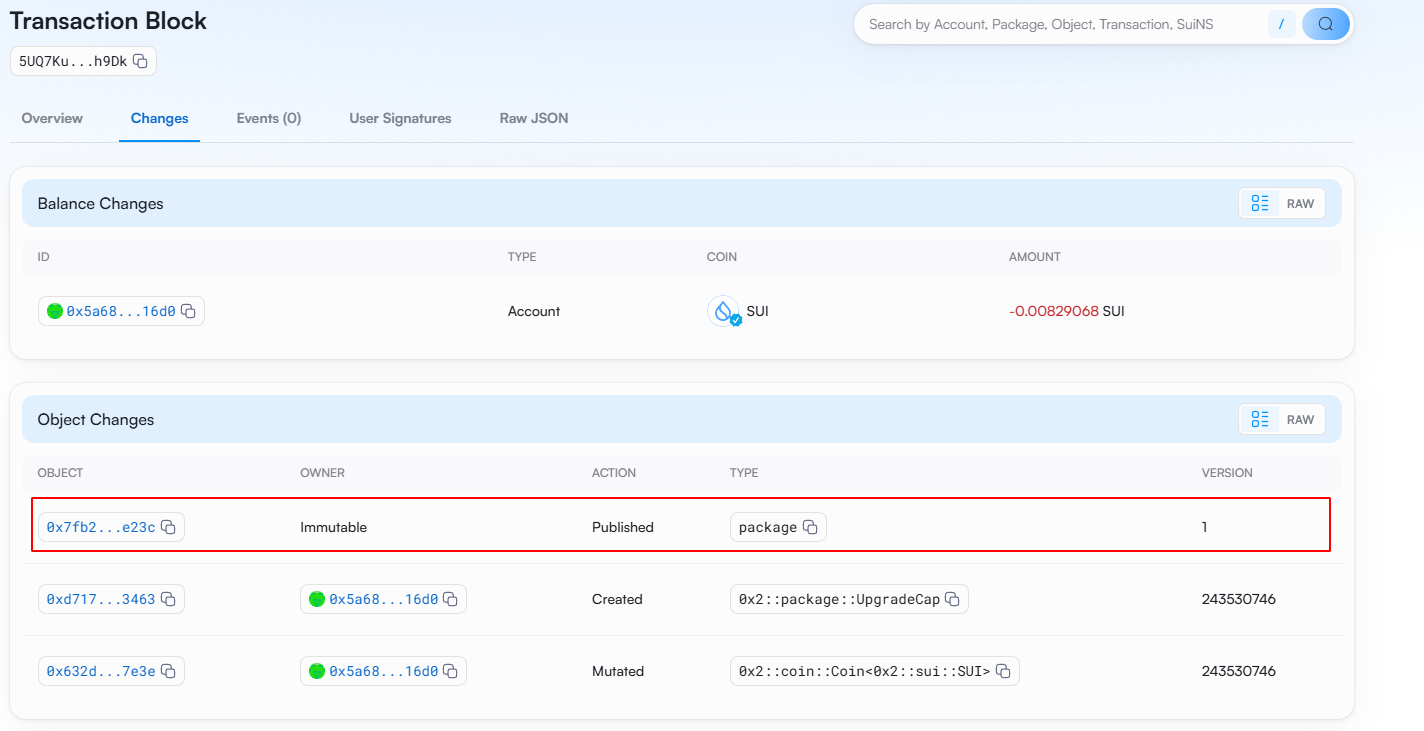 Transaction Block
Search by Account, Package, Object, Transaction, SuiNS /
5UQ7Ku...h9Dk
Overview Changes Events (0) User Signatures Raw JSON
Balance Changes RAW
ID TYPE COIN AMOUNT
0x5a68...16d0 Account SUI -0.00829068 SUI
Object Changes RAW
OBJECT OWNER ACTION TYPE VERSION
0x7fb2...e23c Immutable Published package 1
0xd717...3463 0x5a68...16d0 Created 0x2::package::UpgradeCap 243530746
0x632d...7e3e 0x5a68...16d0 Mutated 0x2::coin::Coin<0x2::sui::SUI> 243530746